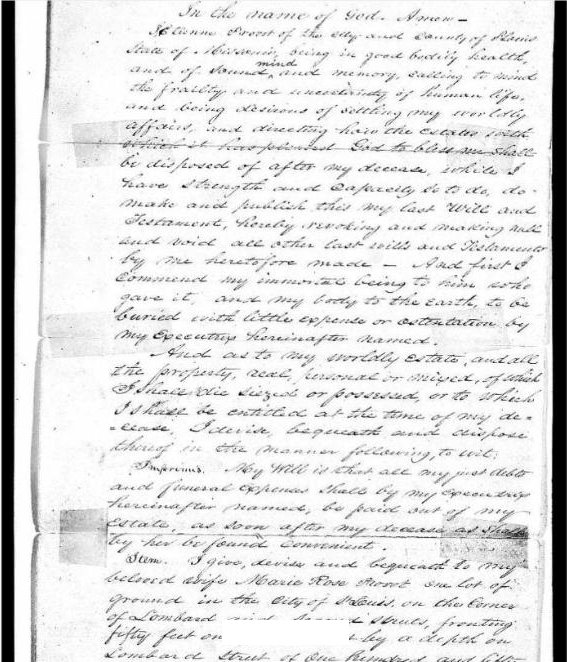 In the name of God. Amen—
I Etienne Provot of the City and County of St Louis
State of Missouri, being in good bodily health,
and of sound mind and memory, calling to mind
the frailty and uncertainty of human life,
and being desirous of settling my worldly
affairs, and directing how the estates with
which it has pleased God to bless me shall
be disposed of after my decease, while I
have strength and capacity so to do, do
make and publish this my last Will and
Testament, hereby revoking and making null
and void all other last wills and Testaments
by me heretofore made — And first I
commend my immortal being to him who
gave it, and my body to the earth, to be
buried with little expense or ostentation by
my Executrix hereinafter named.
And as to my worldly estate, and all
the property, real, personal or mixed, of which
I shall die siezed or possessed, or to which
I shall be entitled at the time of my de-
-cease, I devise, bequeath and dispose
thereof in the manner following, to wit;
Imprimis. My Will is that all my just debts
and funeral expenses shall by my Executrix
hereinafter named, be paid out of my
Estate, as soon after my decease as shall
by her be found convenient.
Item. I give, devise and bequeath to my
beloved wife Marie Rose Provot one lot of
ground in the City of St Louis, on the Corner
of Lombard and streets, fronting
fifty feet on by a depth on
Lombard Street of One Hundred and fifty